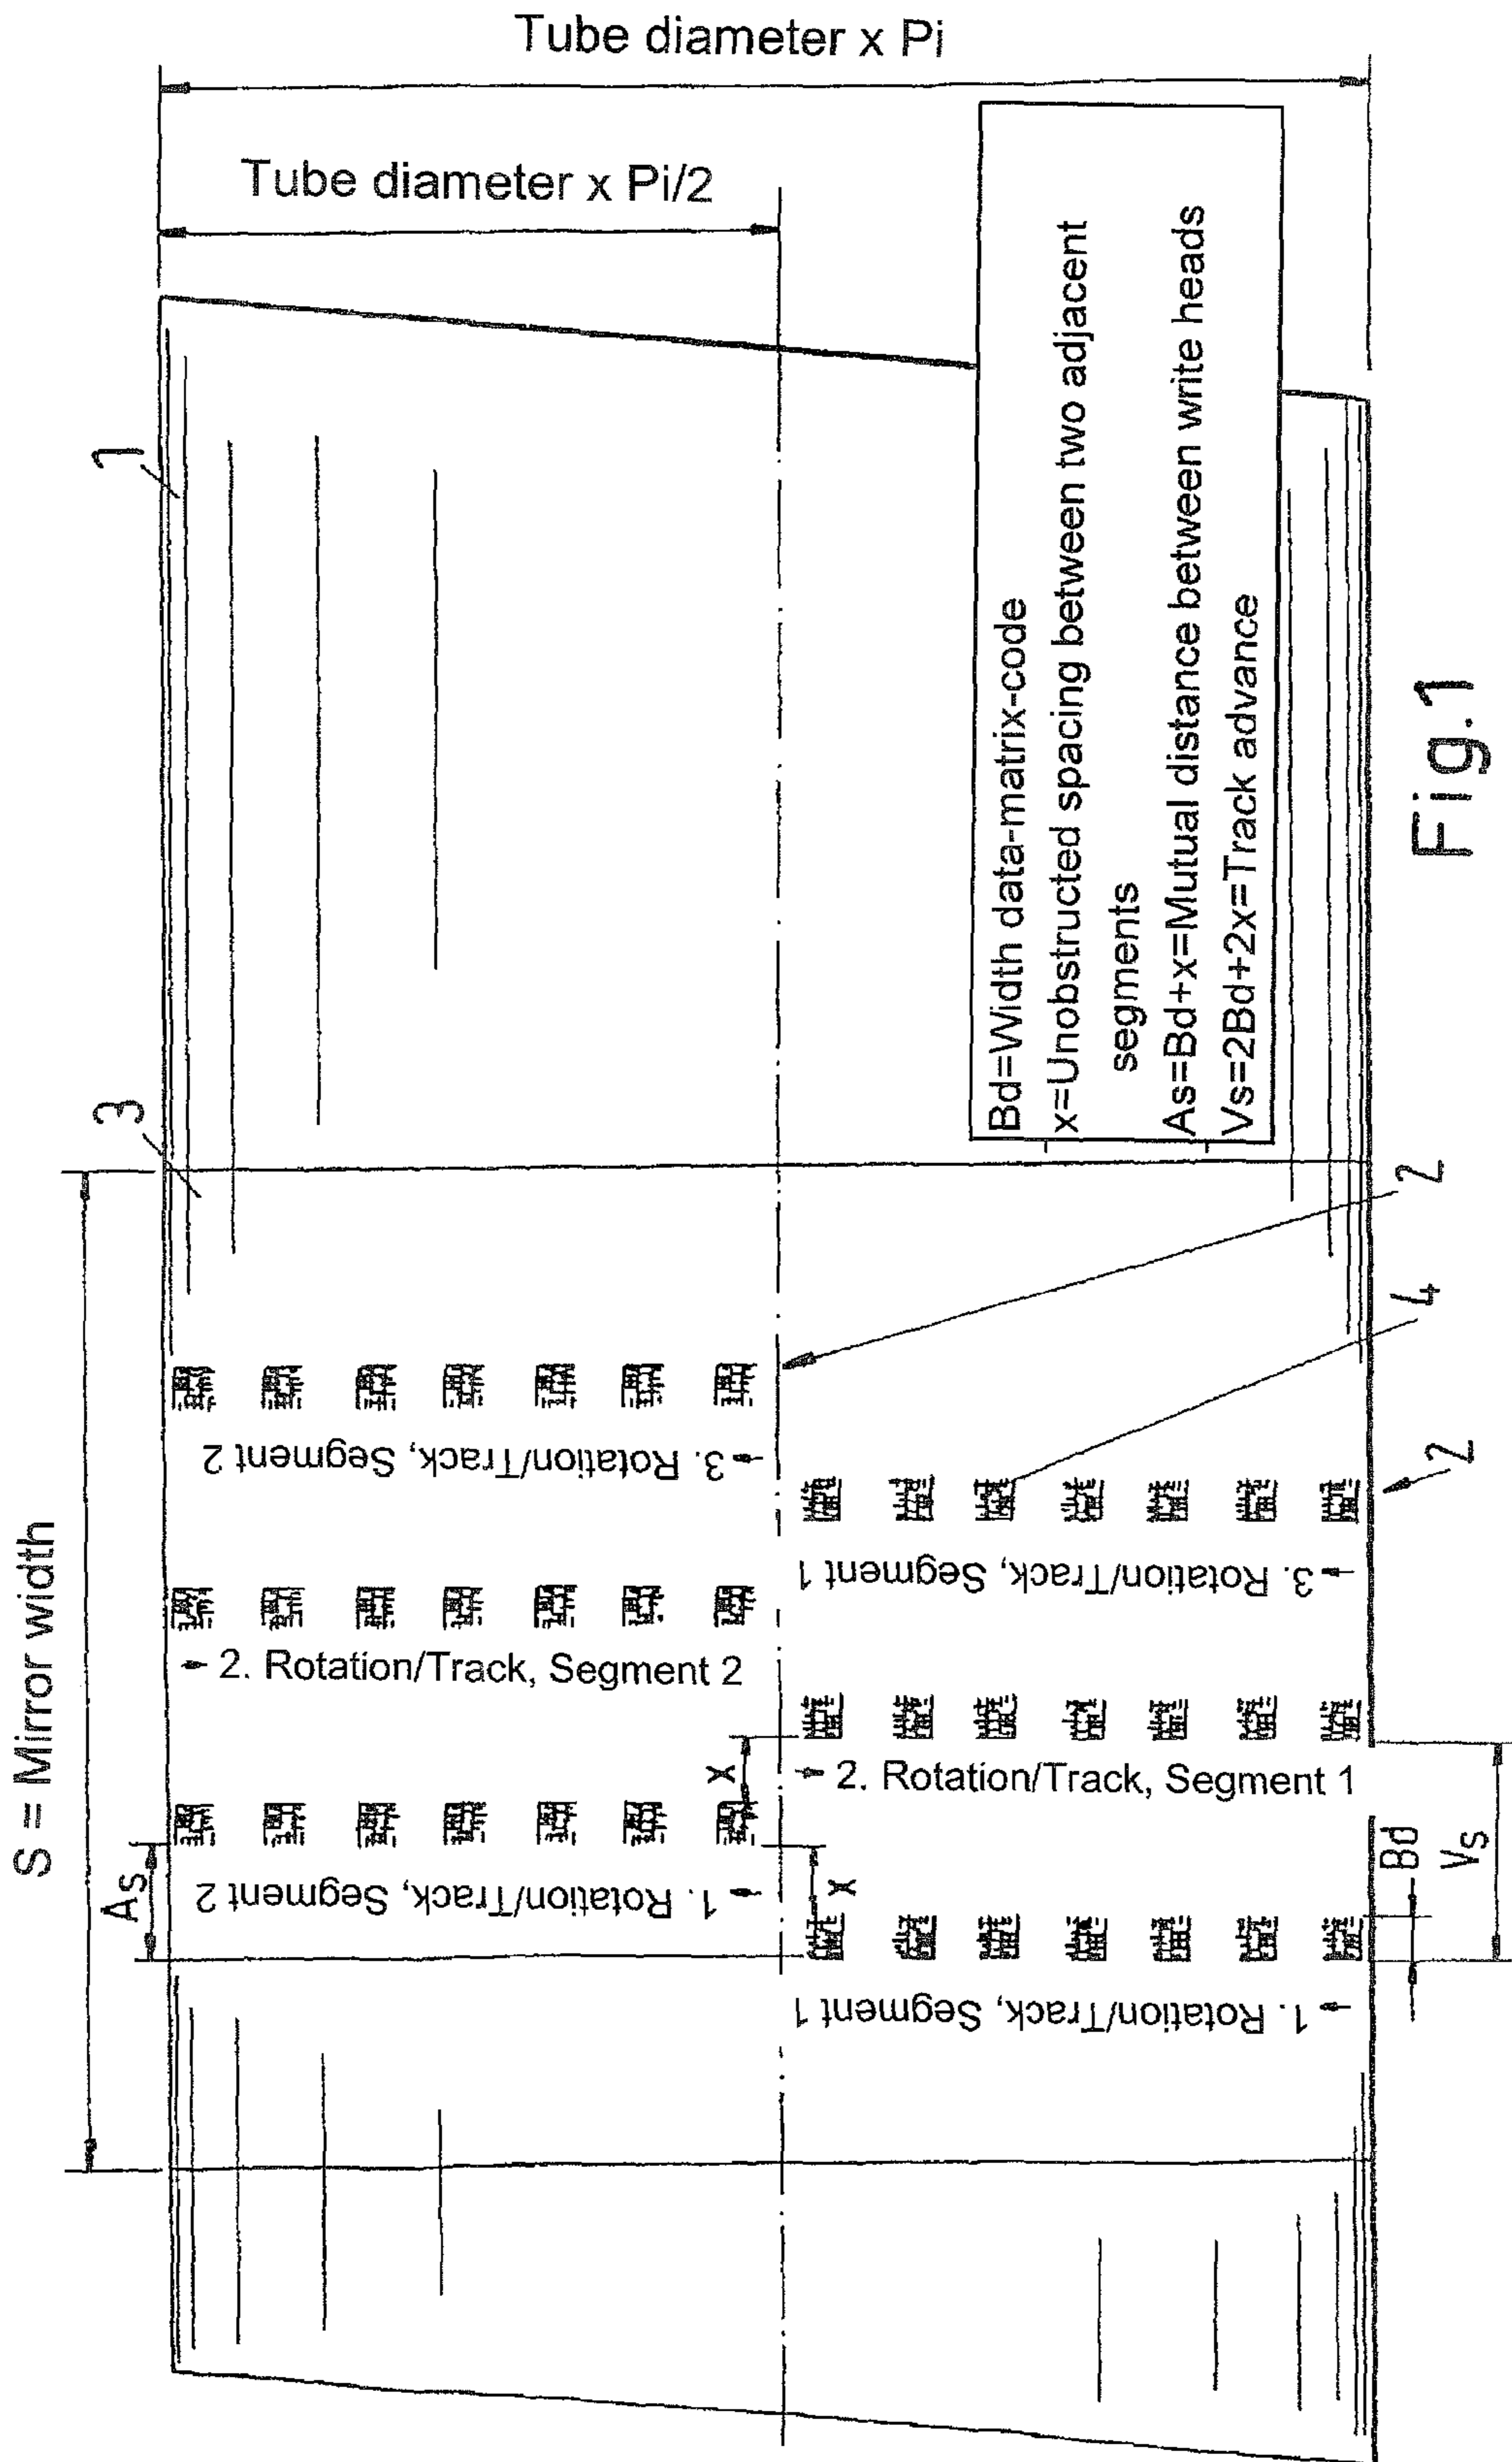 Tube diameter x Pi
Tube diameter x Pi/2
1
3
S = Mirror width
As
3. Rotation/Track, Segment 2
2. Rotation/Track, Segment 2
1. Rotation/Track, Segment 2
x
x
3. Rotation/Track, Segment 1
2. Rotation/Track, Segment 1
1. Rotation/Track, Segment 1
2
4
2
Bd
Vs
Bd=Width data-matrix-code
x=Unobstructed spacing between two adjacent
segments
As=Bd+x=Mutual distance between write heads
Vs=2Bd+2x=Track advance
Fig.1